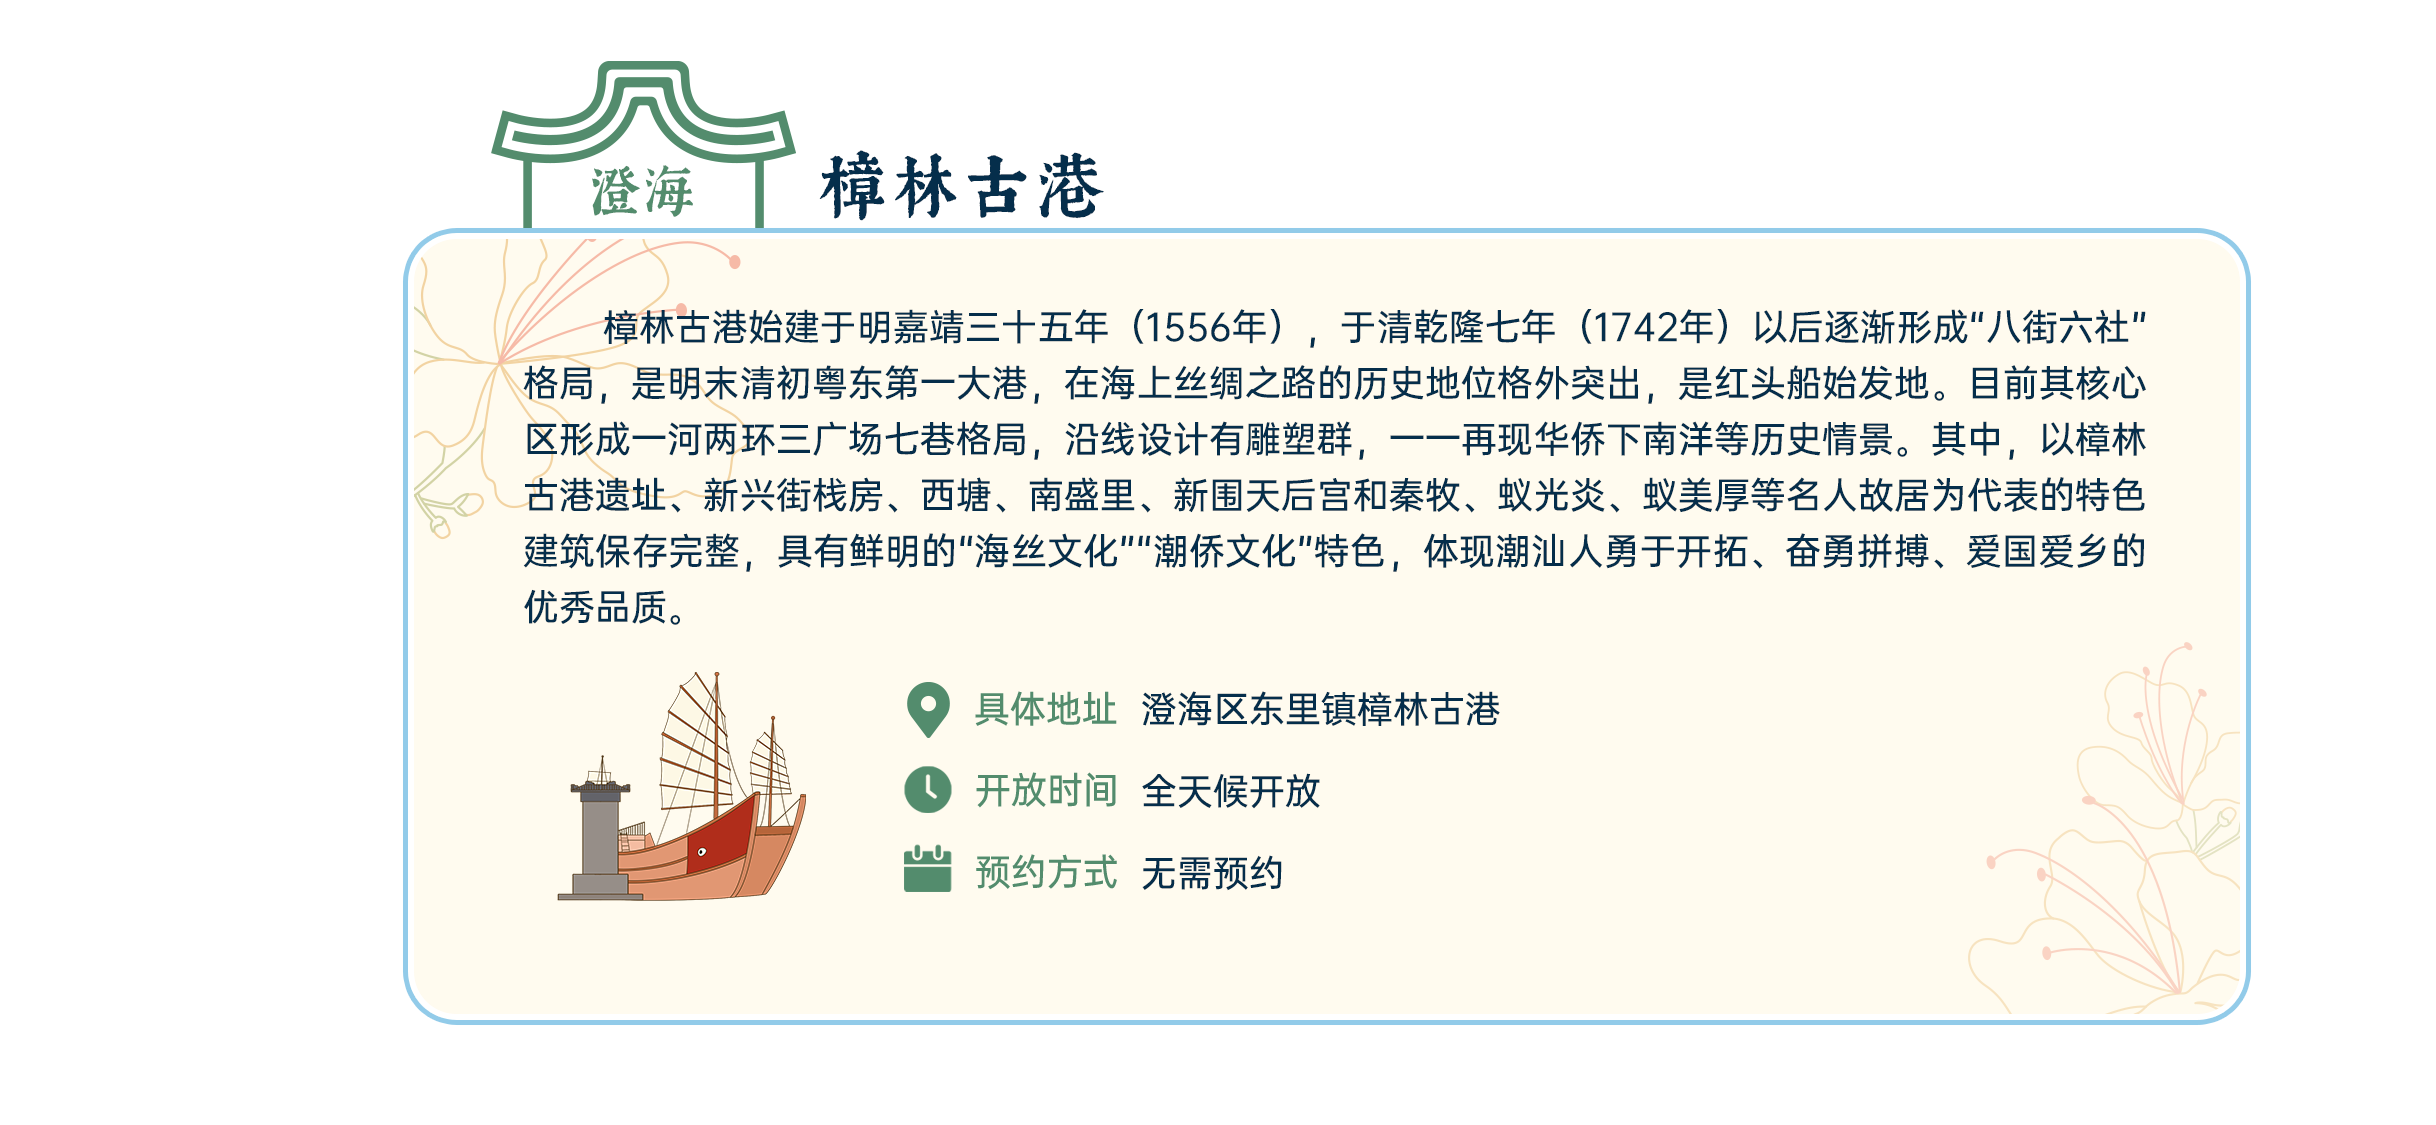 澄海
樟林古港
樟林古港始建于明嘉靖三十五年（1556年），于清乾隆七年（1742年）以后逐渐形成“八街六社”
格局，是明末清初粤东第一大港，在海上丝绸之路的历史地位格外突出，是红头船始发地。目前其核心
区形成一河两环三广场七巷格局，沿线设计有雕塑群，一一再现华侨下南洋等历史情景。其中，以樟林
古港遗址、新兴街栈房、西塘、南盛里、新围天后宫和秦牧、蚁光炎、蚁美厚等名人故居为代表的特色
建筑保存完整，具有鲜明的“海丝文化”“潮侨文化”特色，体现潮汕人勇于开拓、奋勇拼搏、爱国爱乡的
优秀品质。
具体地址 澄海区东里镇樟林古港
开放时间 全天候开放
预约方式 无需预约